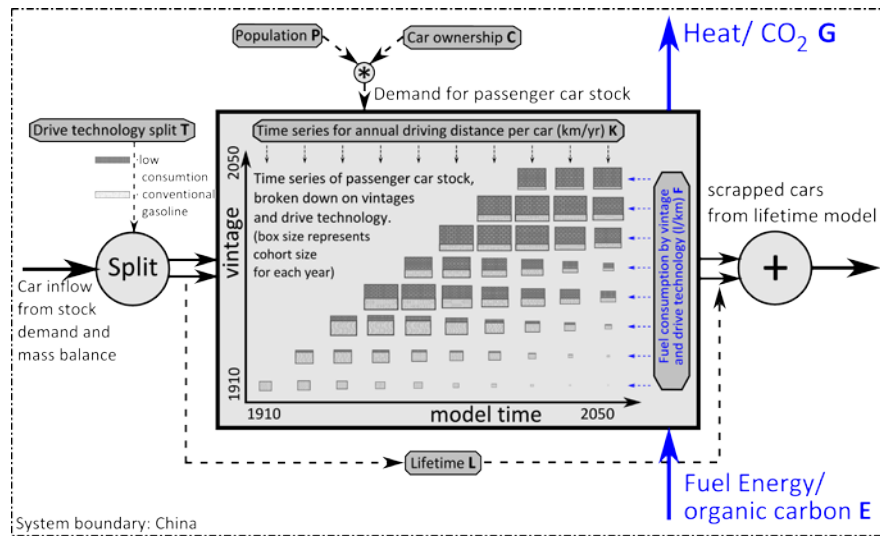 Population P
Car ownership C
Heat/ CO2 G
*
Demand for passenger car stock
Drive technology split T
Time series for annual driving distance per car (km/yr) K
low
consumtion
conventional
gasoline
2050
vintage
1910
Time series of passenger car stock,
broken down on vintages
and drive technology.
(box size represents
cohort size
for each year)
Fuel consumption by vintage
and drive technology (l/km) F
scrapped cars
from lifetime model
Split
+
Car inflow
from stock
demand and
mass balance
1910
model time
2050
Lifetime L
Fuel Energy/
organic carbon E
System boundary: China